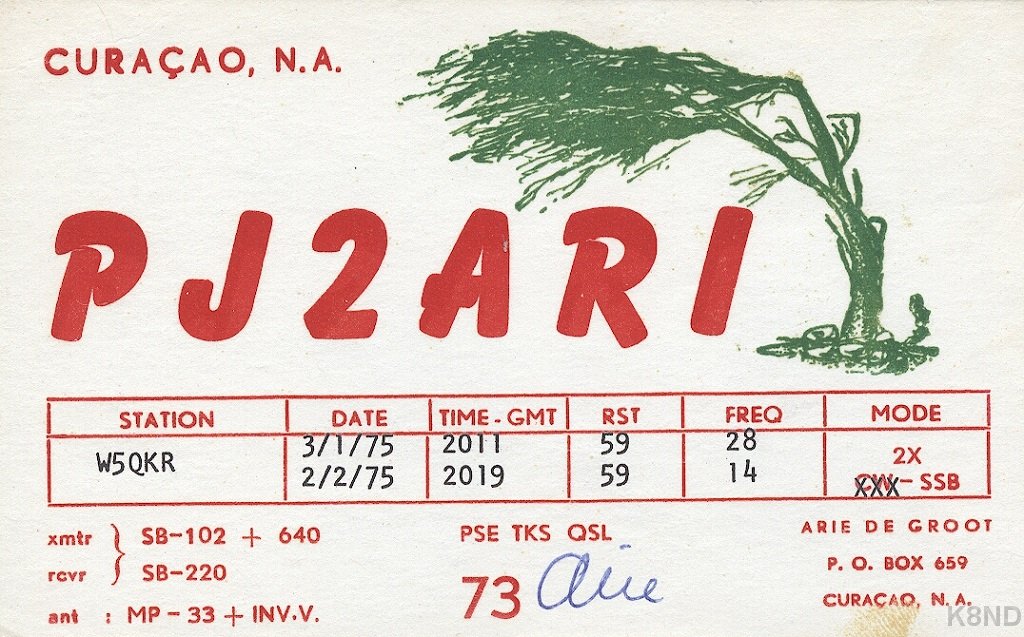 CURAÇAO, N.A.
PJ2ARI
STATION DATE TIME-GMT RST FREQ MODE
W5QKR 3/1/75 2011 59 28 2X
2/2/75 2019 59 14 CW-SSB
xmtr SB-102 + 640
rcvr SB-220
ant : MP-33 + INV.V.
PSE TKS QSL
73 Arie
ARIE DE GROOT
P. O. BOX 659
CURAÇAO, N. A.
K8ND